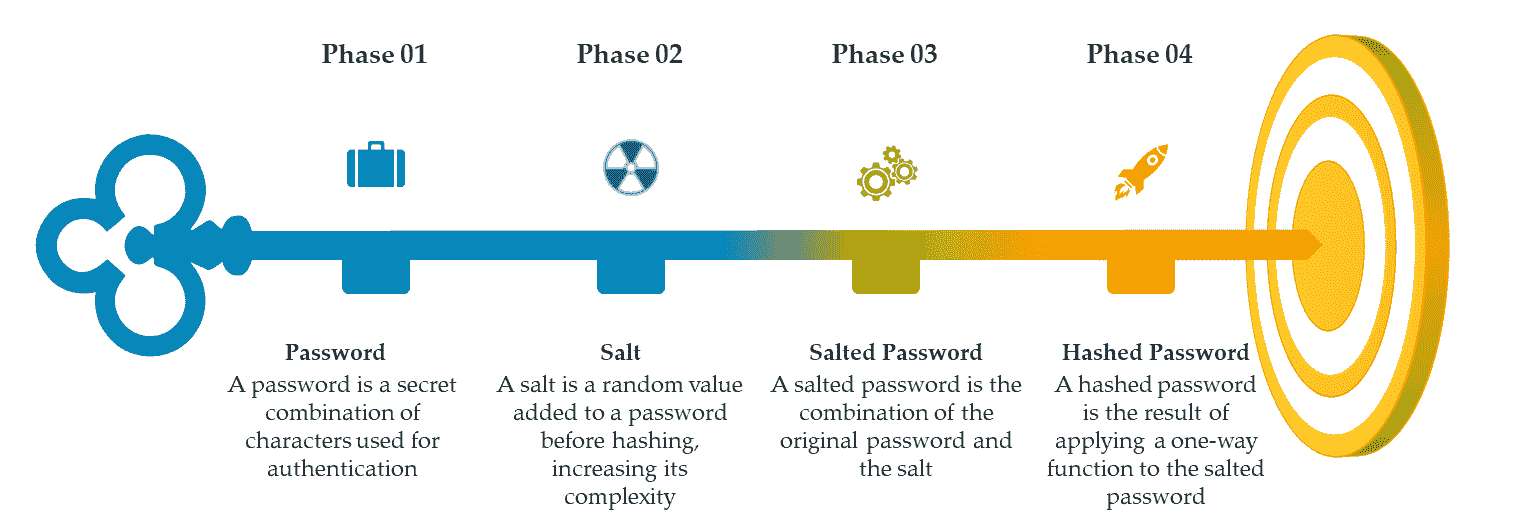 Phase 01
Phase 02
Phase 03
Phase 04
Password
A password is a secret
combination of
characters used for
authentication
Salt
A salt is a random value
added to a password
before hashing,
increasing its
complexity
Salted Password
A salted password is the
combination of the
original password and
the salt
Hashed Password
A hashed password
is the result of
applying a one-way
function to the salted
password